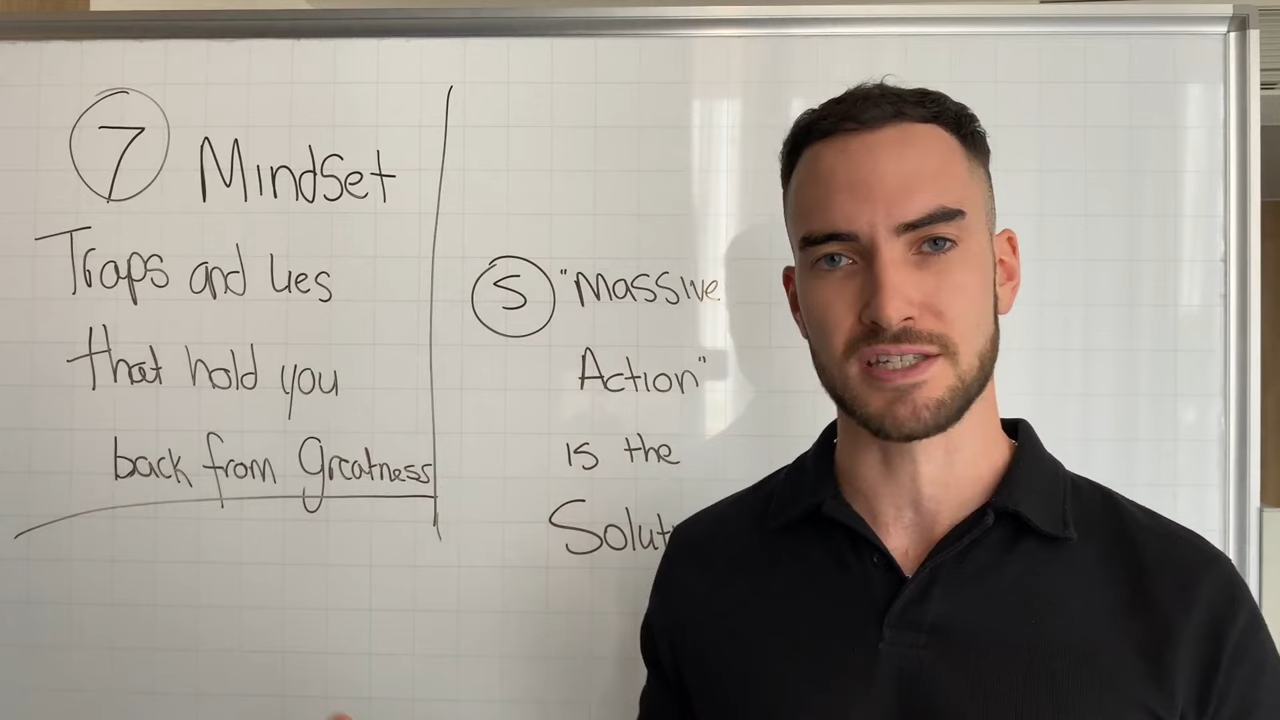 7 MindSet
Traps and lies
that hold you
back from Greatness
5 "Massive
Action"
is the
Solut